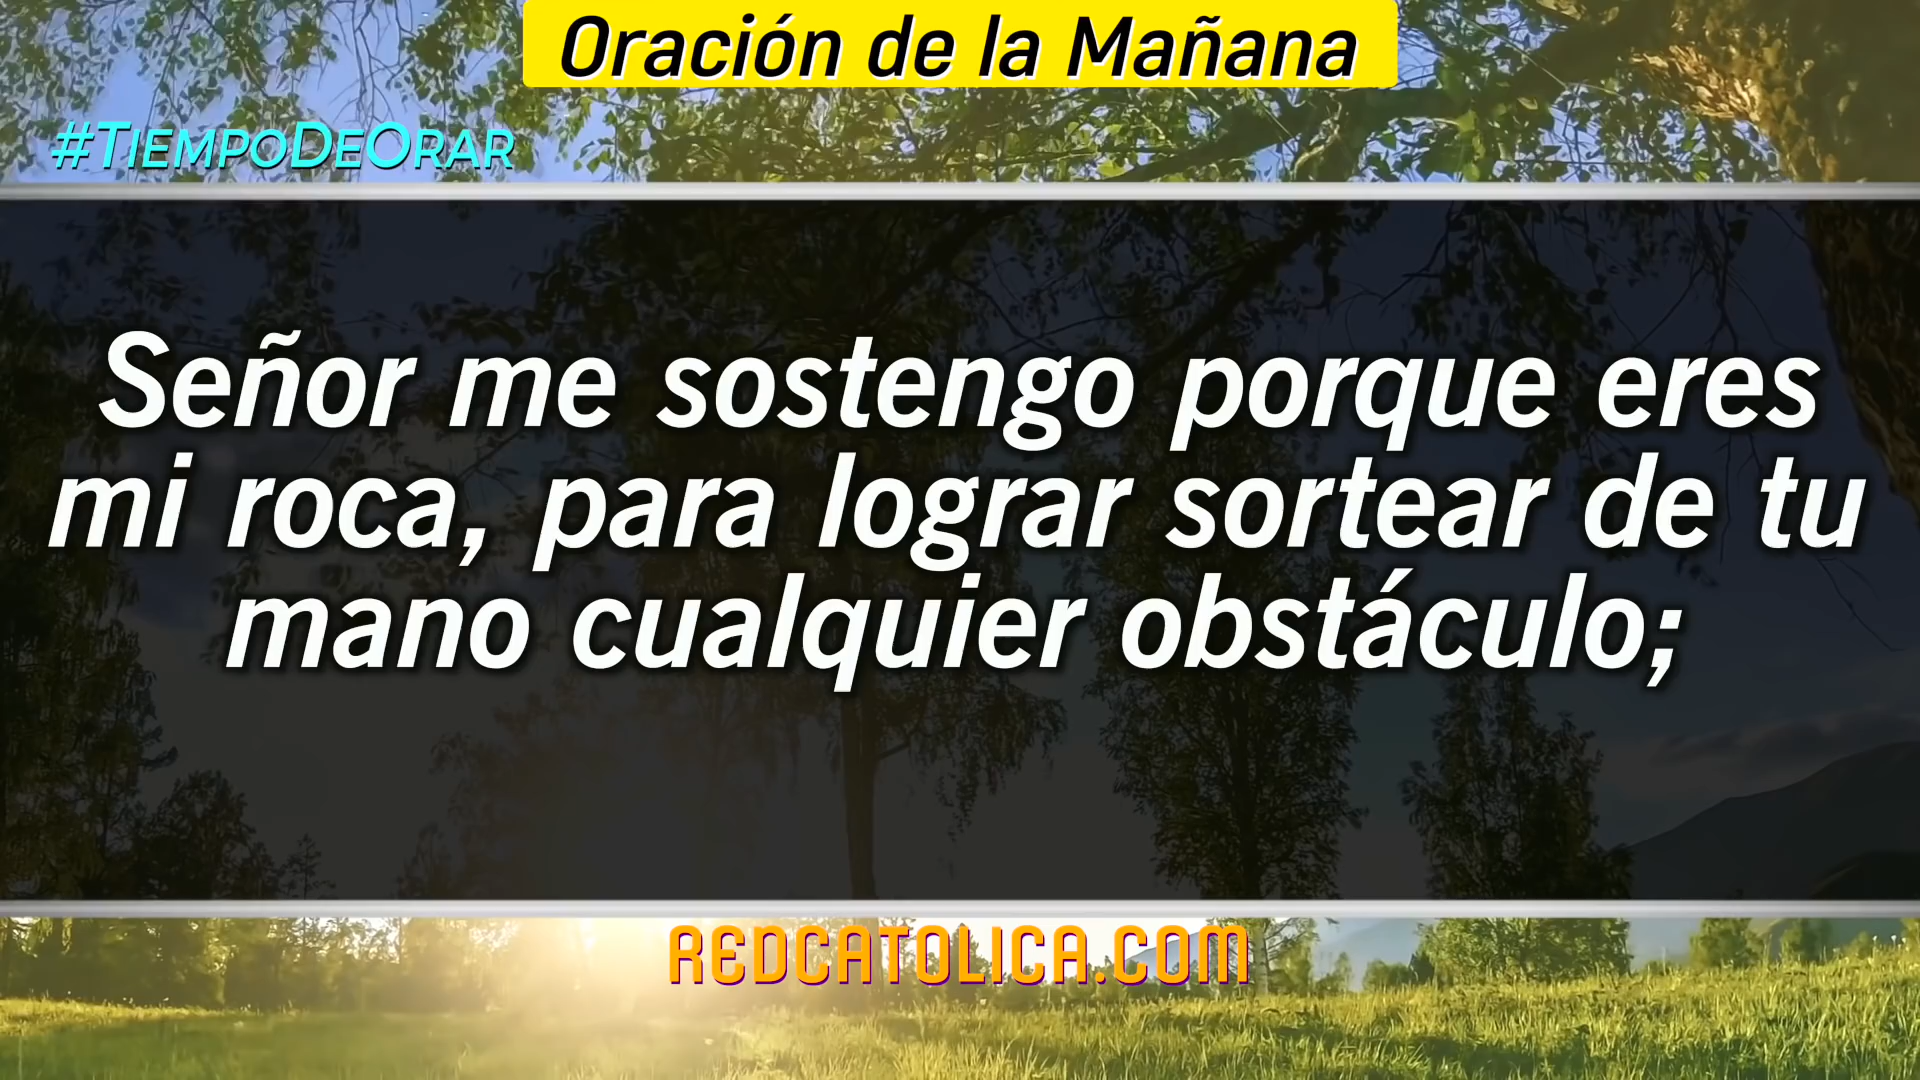 Oración de la Mañana
#TiempoDeOrar
Señor me sostengo porque eres
mi roca, para lograr sortear de tu
mano cualquier obstáculo;
REDCATOLICA.COM